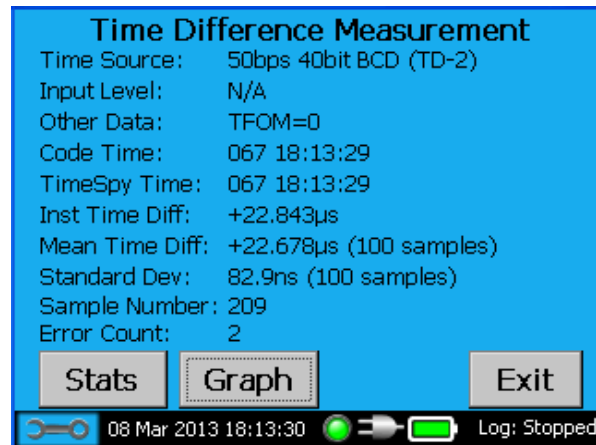 Time Difference Measurement
Time Source: 50bps 40bit BCD (TD-2)
Input Level: N/A
Other Data: TFOM=0
Code Time: 067 18:13:29
TimeSpy Time: 067 18:13:29
Inst Time Diff: +22.843µs
Mean Time Diff: +22.678µs (100 samples)
Standard Dev: 82.9ns (100 samples)
Sample Number: 209
Error Count: 2
Stats Graph Exit
08 Mar 2013 18:13:30 Log: Stopped